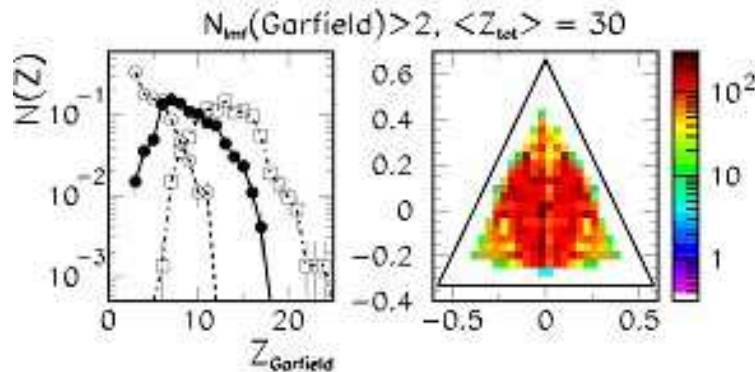 N_imf(Garfield)>2, <Z_tot> = 30
N(Z)
10^-1
10^-2
10^-3
0 10 20
Z_Garfield
0.6
0.4
0.2
0
−0.2
−0.4
−0.5 0 0.5
10^2
10
1